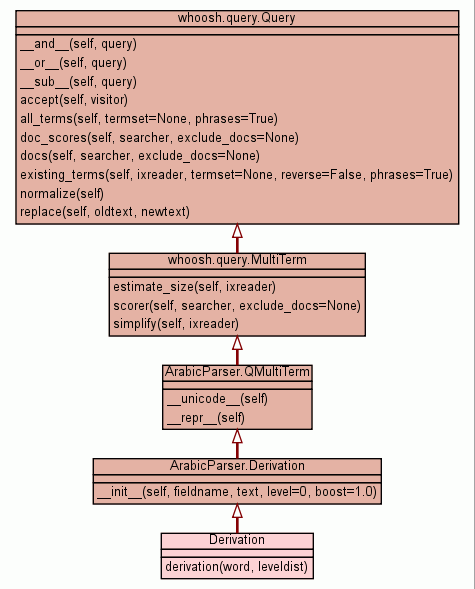 whoosh.query.Query
__and__(self, query)
__or__(self, query)
__sub__(self, query)
accept(self, visitor)
all_terms(self, termset=None, phrases=True)
doc_scores(self, searcher, exclude_docs=None)
docs(self, searcher, exclude_docs=None)
existing_terms(self, ixreader, termset=None, reverse=False, phrases=True)
normalize(self)
replace(self, oldtext, newtext)
whoosh.query.MultiTerm
estimate_size(self, ixreader)
scorer(self, searcher, exclude_docs=None)
simplify(self, ixreader)
ArabicParser.QMultiTerm
__unicode__(self)
__repr__(self)
ArabicParser.Derivation
__init__(self, fieldname, text, level=0, boost=1.0)
Derivation
derivation(word, leveldist)